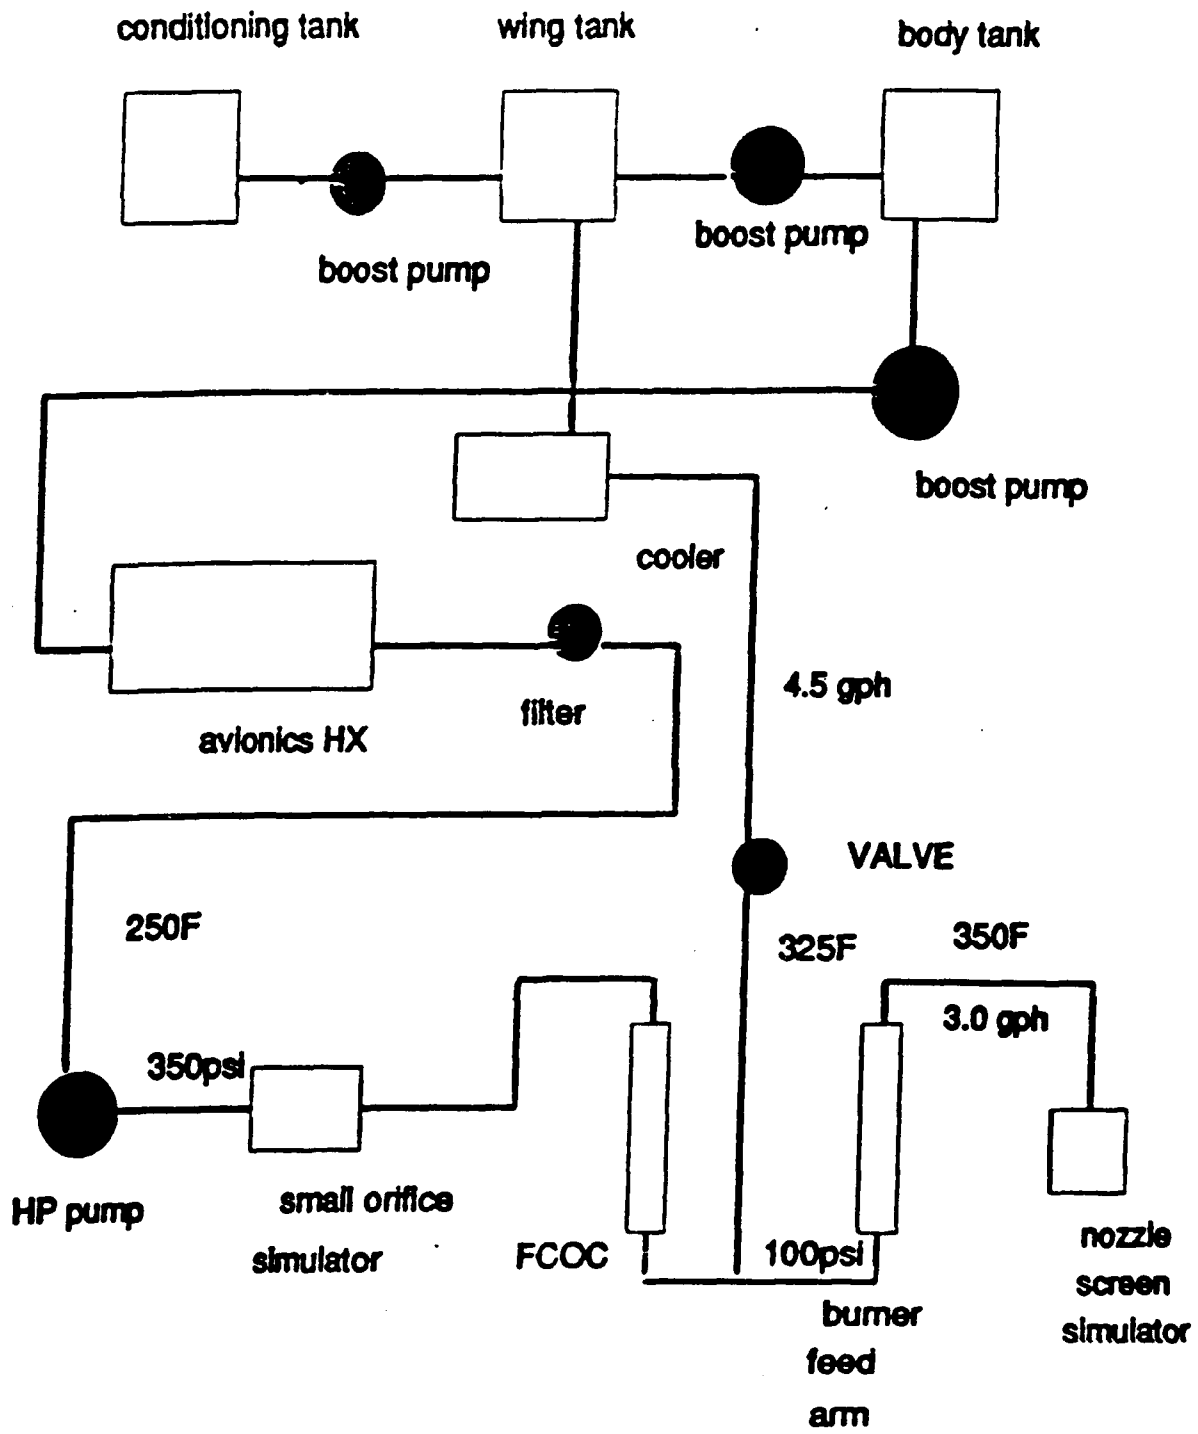 conditioning tank
wing tank
body tank
boost pump
boost pump
boost pump
cooler
4.5 gph
filter
avionics HX
VALVE
250F
325F
350F
3.0 gph
350psi
HP pump
small orifice
simulator
FCOC
100psi
burner
feed
arm
nozzle
screen
simulator